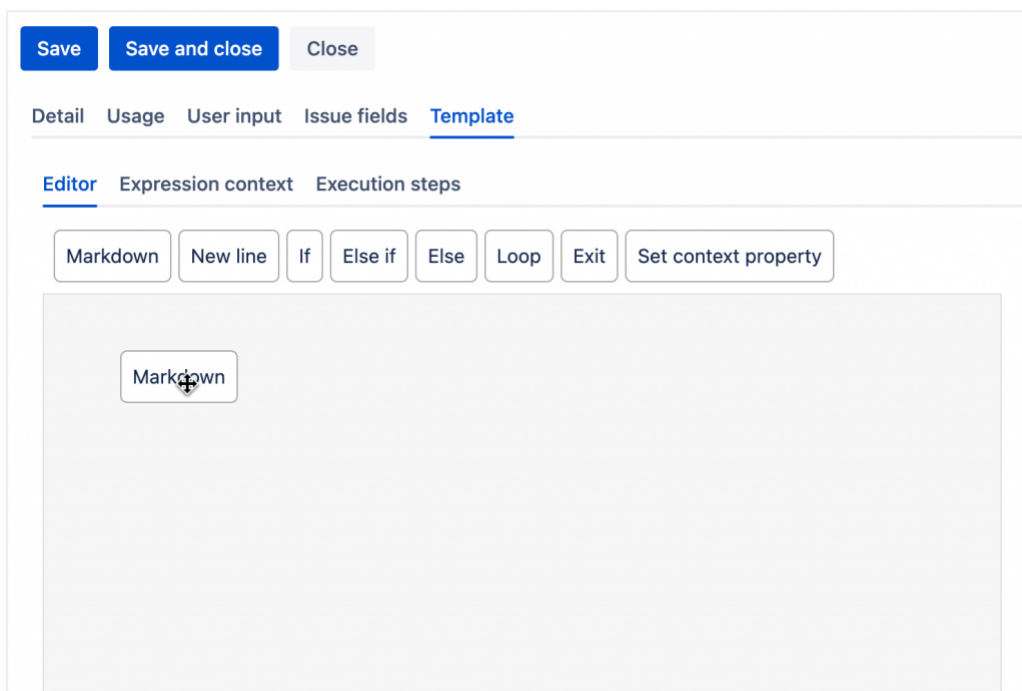 Save Save and close Close
Detail Usage User input Issue fields Template
Editor Expression context Execution steps
Markdown New line If Else if Else Loop Exit Set context property
Markdown